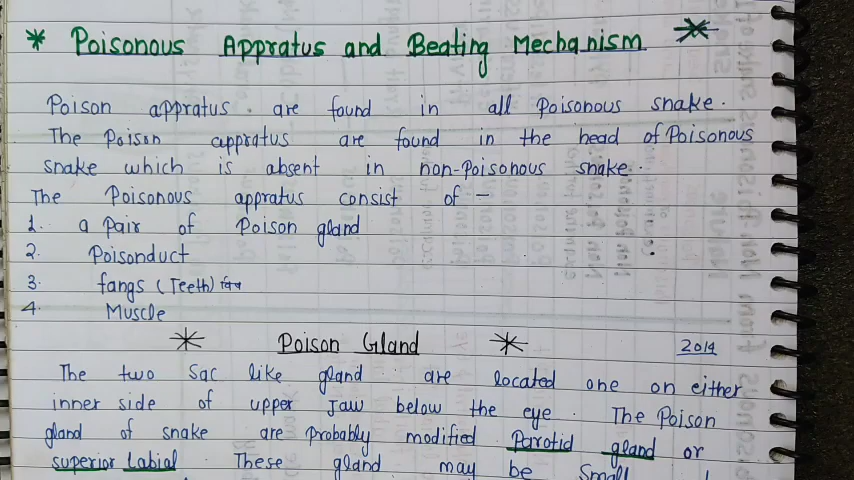 * Poisonous Appratus and Beating Mechanism *
Poison appratus are found in all Poisonous snake.
The Poison appratus are found in the head of Poisonous
snake which is absent in non-Poisonous snake.
The Poisonous appratus consist of -
1. a Pair of Poison gland
2. Poisonduct
3. fangs (Teeth)
4. Muscle
* Poison Gland * 2014
The two Sac like gland are located one on either
inner side of upper Jaw below the eye. The Poison
gland of snake are Probably modified Parotid gland or
superior Labial. These gland may be Small